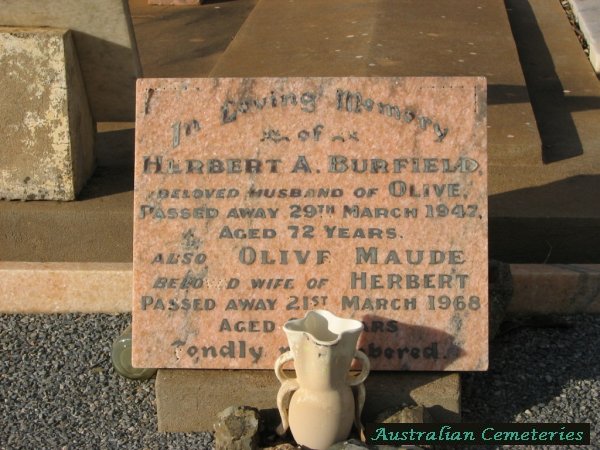 In Loving Memory
of
HERBERT A. BURFIELD,
BELOVED HUSBAND OF OLIVE,
PASSED AWAY 29TH MARCH 1947,
AGED 72 YEARS.
ALSO OLIVE MAUDE
WIFE OF HERBERT
PASSED AWAY 21ST MARCH 1968
AGED
Australian Cemeteries